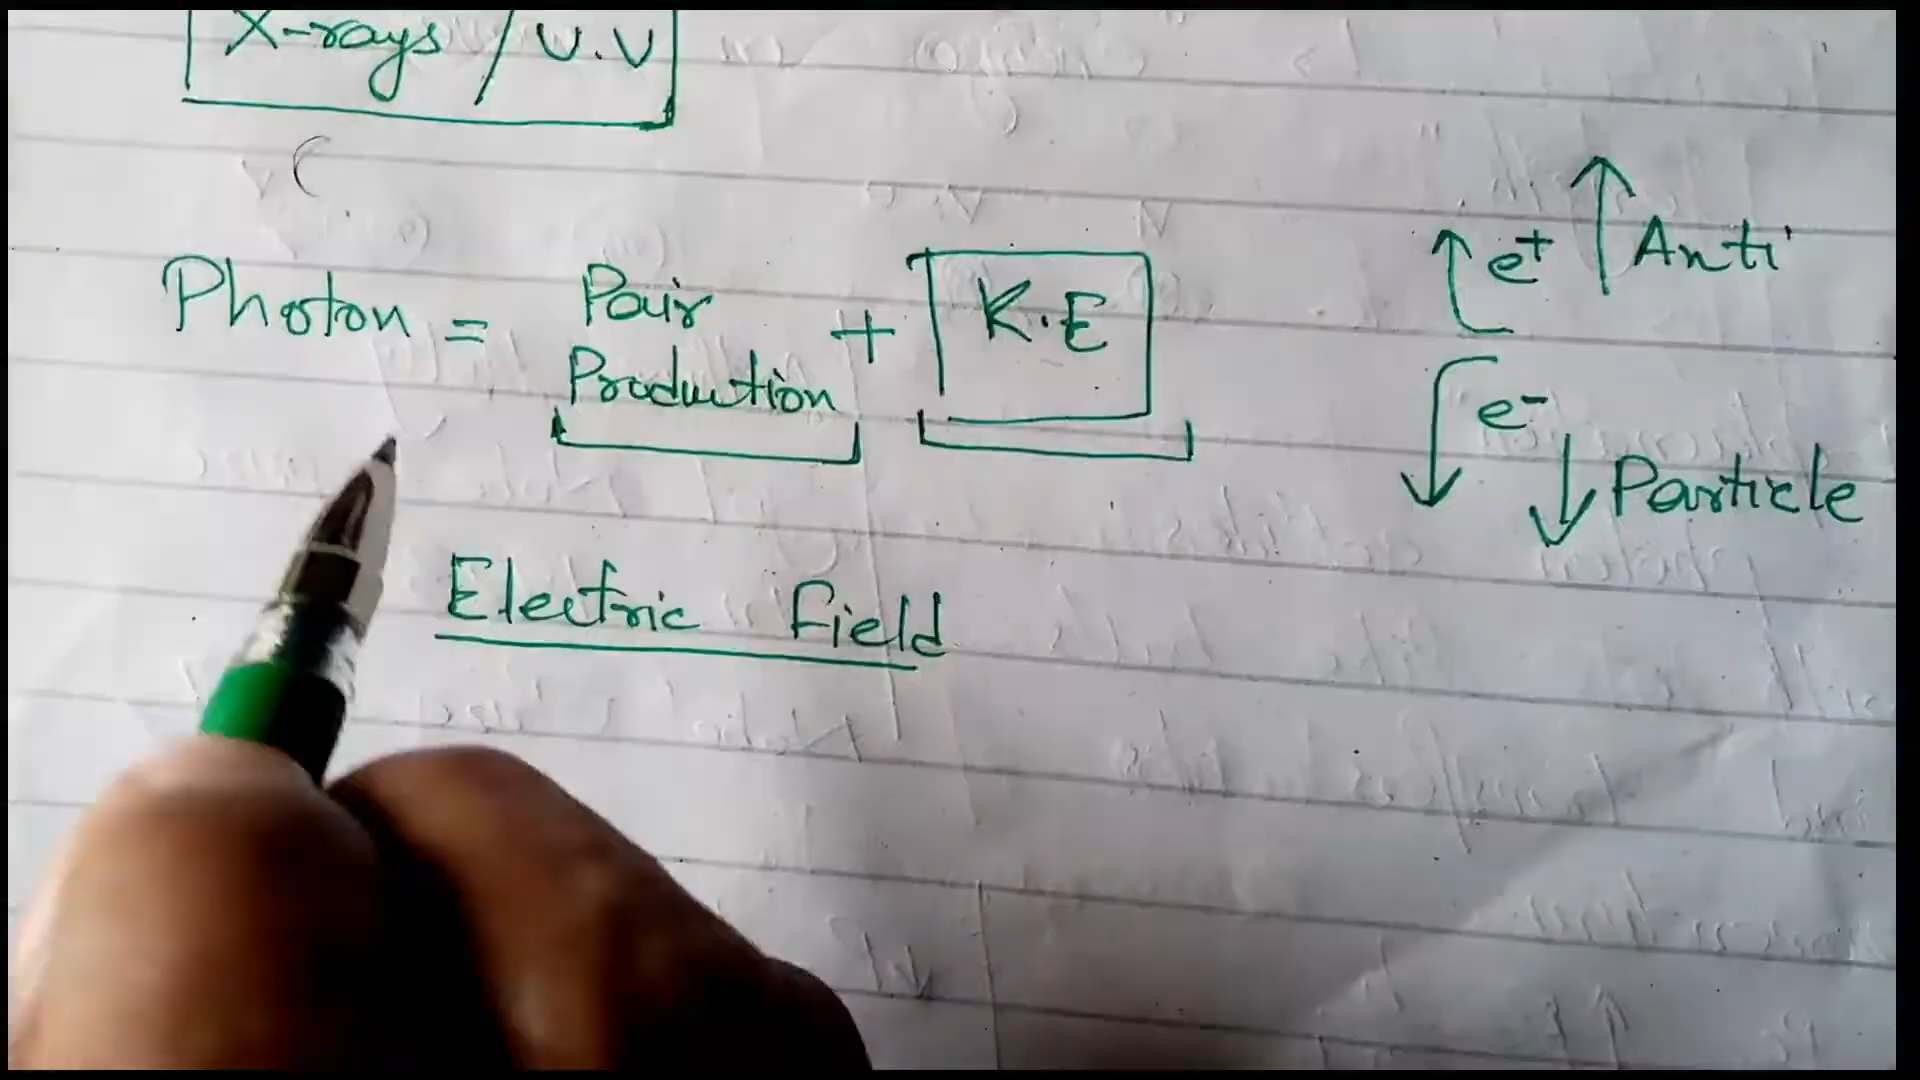 X-rays / U.V
Photon = Pair Production + K.E
e+ Anti
e- Particle
Electric Field